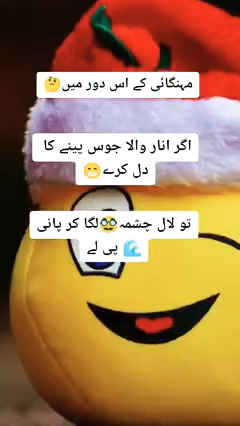 مہنگائی کے اس دور میں🤔
اگر انار والا جوس پینے کا
دل کرے😁
تو لال چشمہ🥸لگا کر پانی
🌊 پی لے